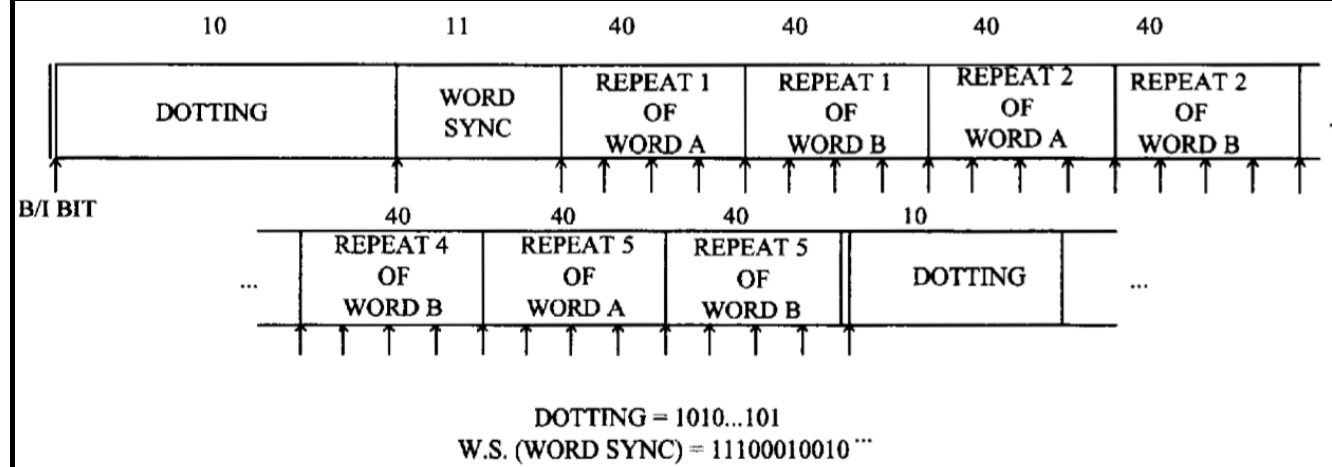 10 11 40 40 40 40
DOTTING
WORD
SYNC
REPEAT 1
OF
WORD A
REPEAT 1
OF
WORD B
REPEAT 2
OF
WORD A
REPEAT 2
OF
WORD B
B/I BIT
40 40 40 10
...
REPEAT 4
OF
WORD B
REPEAT 5
OF
WORD A
REPEAT 5
OF
WORD B
DOTTING
...
DOTTING = 1010...101
W.S. (WORD SYNC) = 11100010010 ...